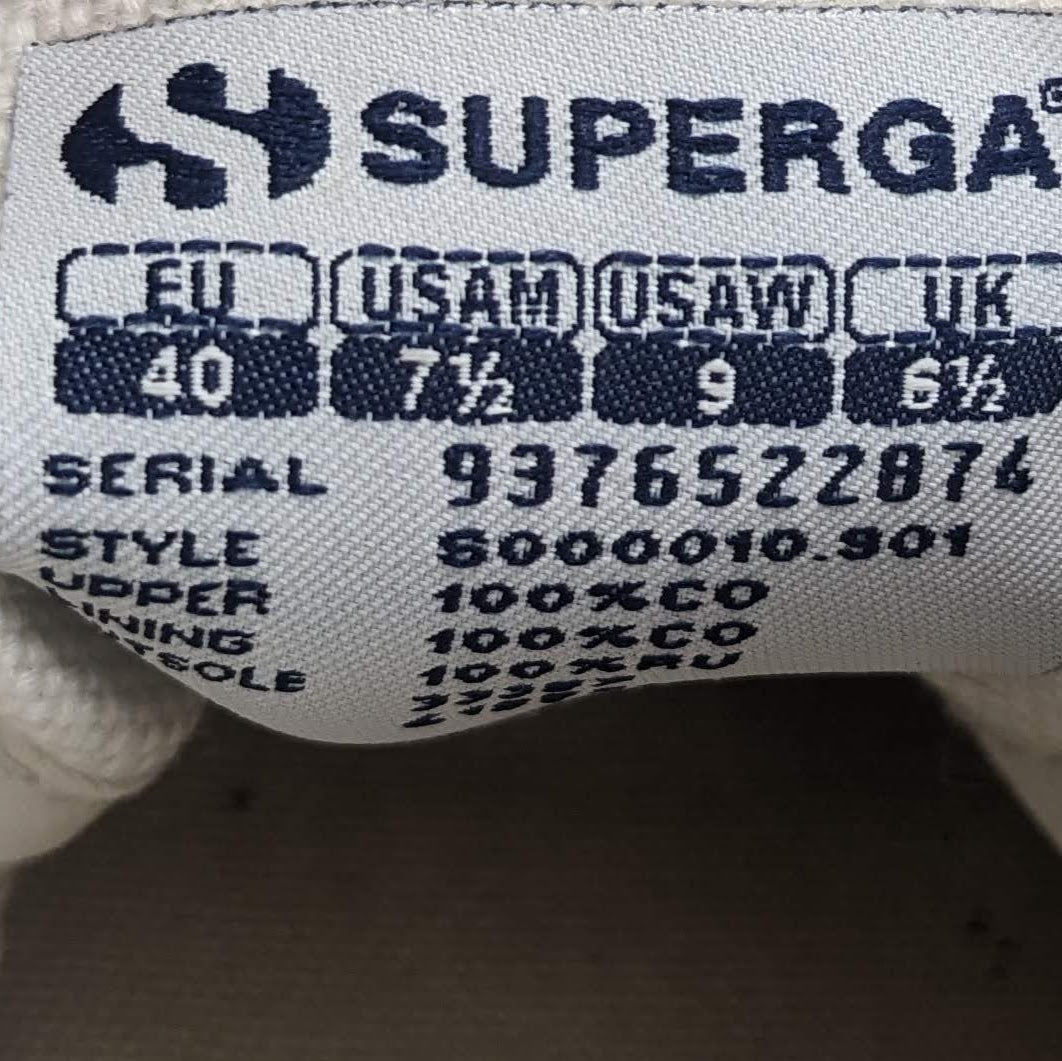 SUPERGA
EU USAM USAW UK
40 7½ 9 6½
SERIAL 9376522874
STYLE S000010.901
UPPER 100%CO
LINING 100%CO
100%RU